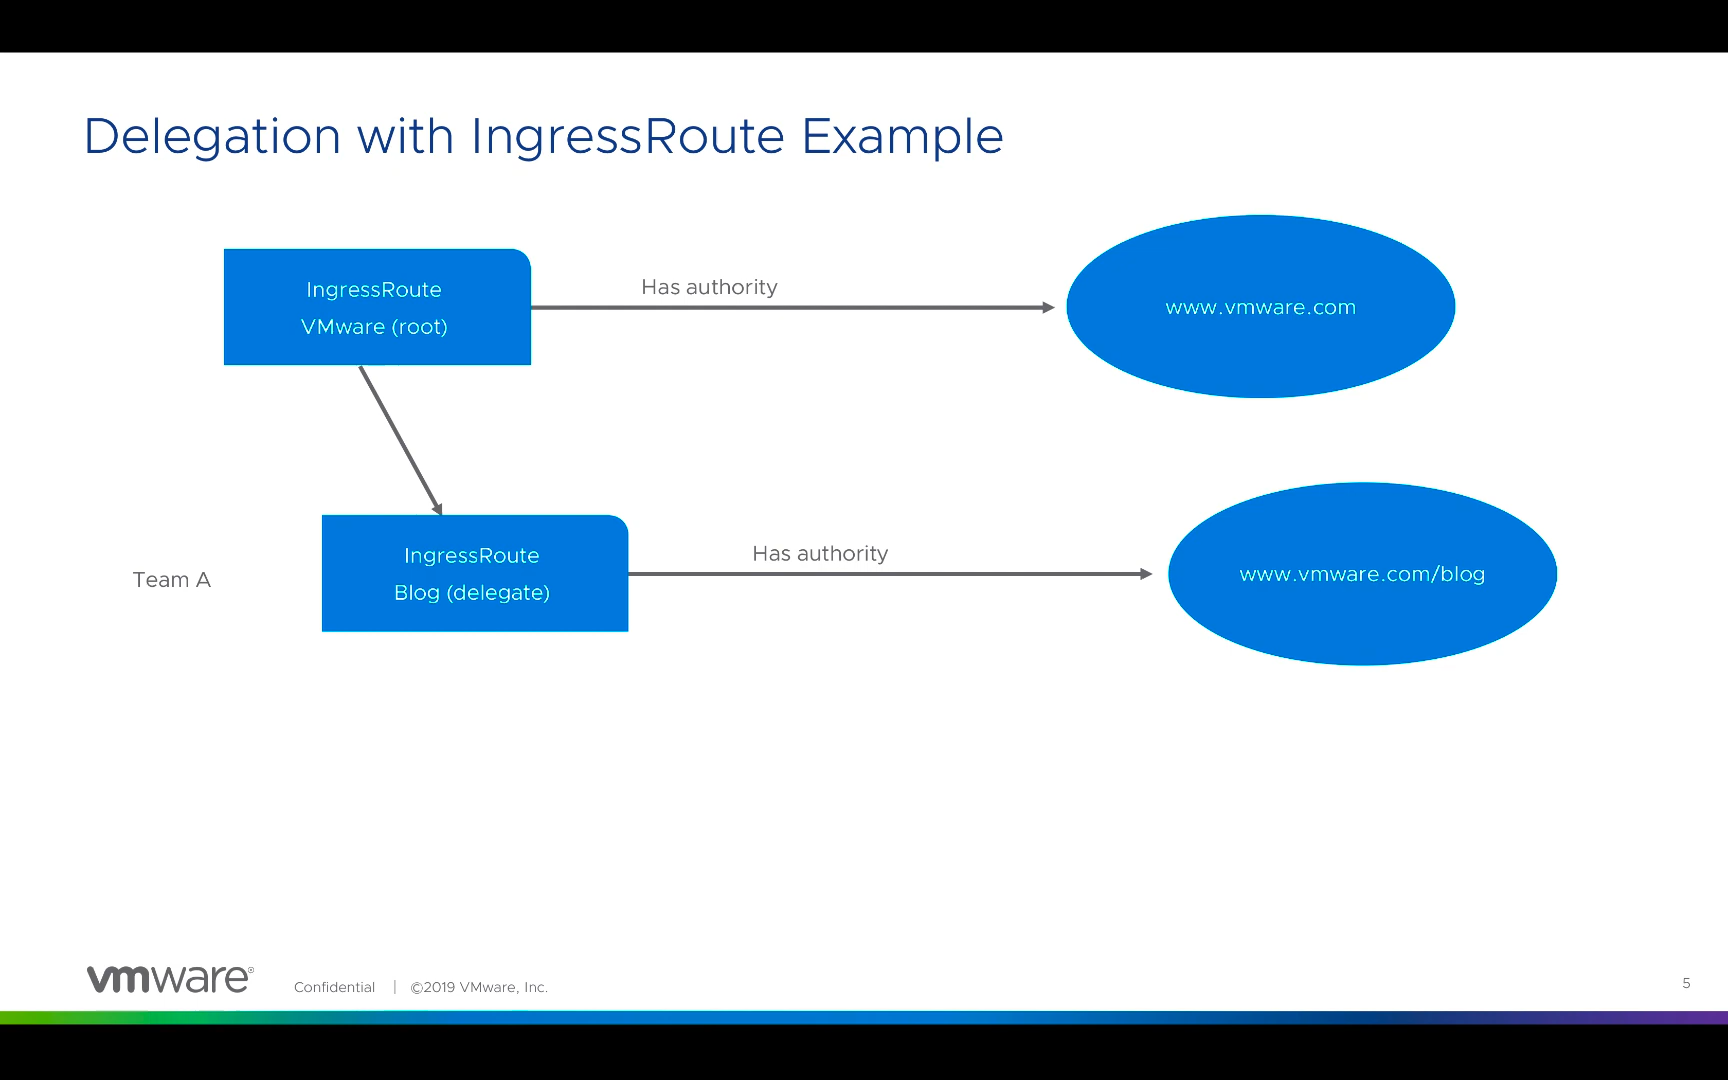 Delegation with IngressRoute Example
IngressRoute
VMware (root)
Has authority
www.vmware.com
Team A
IngressRoute
Blog (delegate)
Has authority
www.vmware.com/blog
vmware®
Confidential | ©2019 VMware, Inc.
5